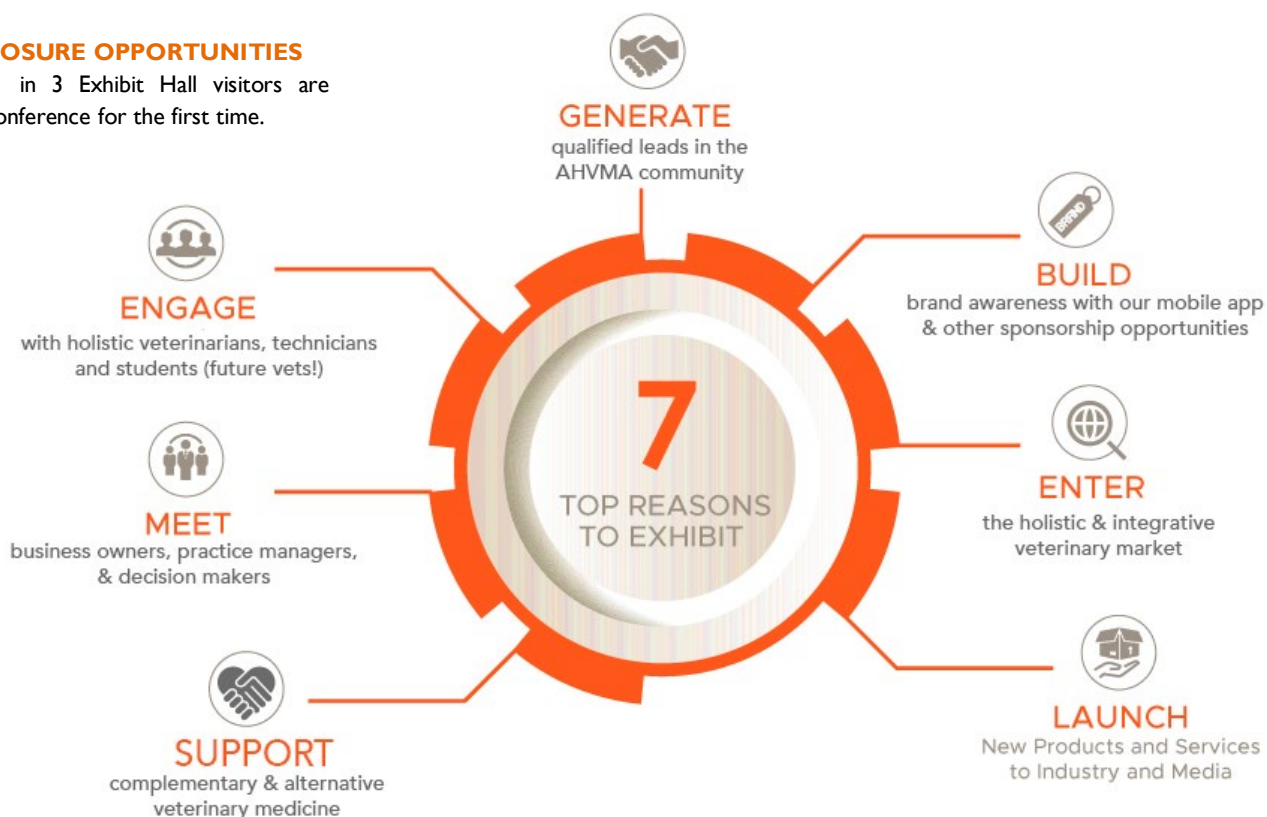 OSURE OPPORTUNITIES
in 3 Exhibit Hall visitors are
onference for the first time.
GENERATE
qualified leads in the
AHVMA community
BRAND
BUILD
brand awareness with our mobile app
& other sponsorship opportunities
ENGAGE
with holistic veterinarians, technicians
and students (future vets!)
7
TOP REASONS
TO EXHIBIT
MEET
business owners, practice managers,
& decision makers
ENTER
the holistic & integrative
veterinary market
SUPPORT
complementary & alternative
veterinary medicine
LAUNCH
New Products and Services
to Industry and Media